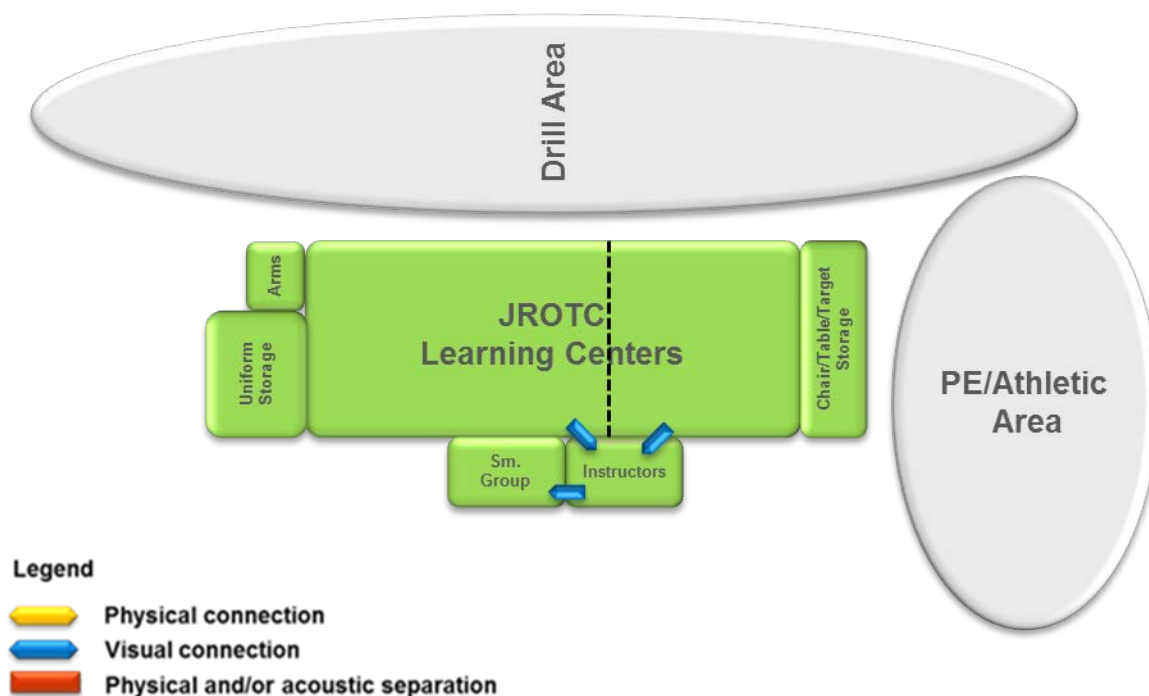 Drill Area
Arms
Uniform
Storage
JROTC
Learning Centers
Chair/Table/Target
Storage
PE/Athletic
Area
Sm.
Group
Instructors
Legend
Physical connection
Visual connection
Physical and/or acoustic separation